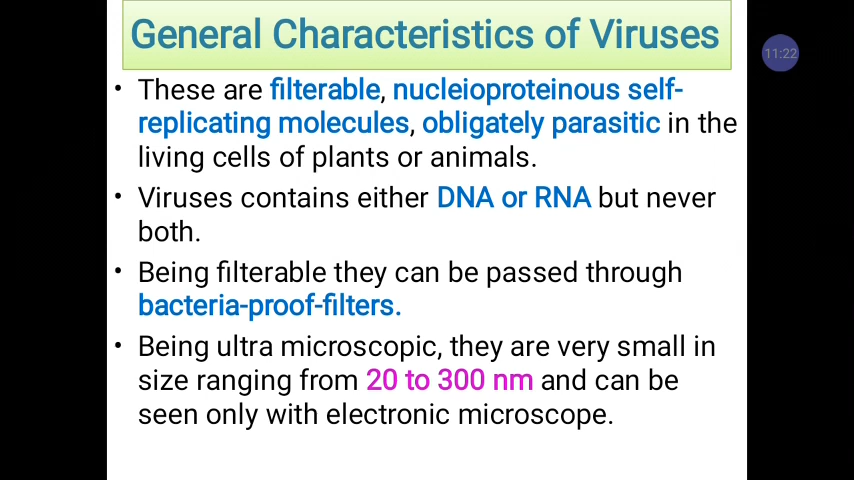 General Characteristics of Viruses
11:22
• These are filterable, nucleioproteinous self-
replicating molecules, obligately parasitic in the
living cells of plants or animals.
• Viruses contains either DNA or RNA but never
both.
• Being filterable they can be passed through
bacteria-proof-filters.
• Being ultra microscopic, they are very small in
size ranging from 20 to 300 nm and can be
seen only with electronic microscope.